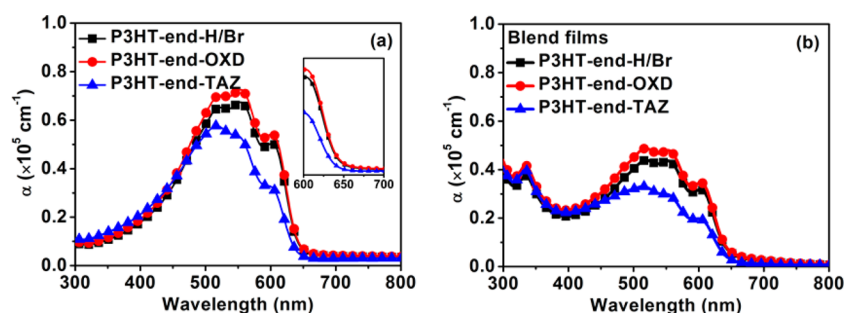 1.0
0.8
0.6
0.4
0.2
0.0
α (×10⁵ cm⁻¹)
P3HT-end-H/Br
P3HT-end-OXD
P3HT-end-TAZ
(a)
600 650 700
300 400 500 600 700 800
Wavelength (nm)
1.0
0.8
0.6
0.4
0.2
0.0
α (×10⁵ cm⁻¹)
Blend films
P3HT-end-H/Br
P3HT-end-OXD
P3HT-end-TAZ
(b)
300 400 500 600 700 800
Wavelength (nm)